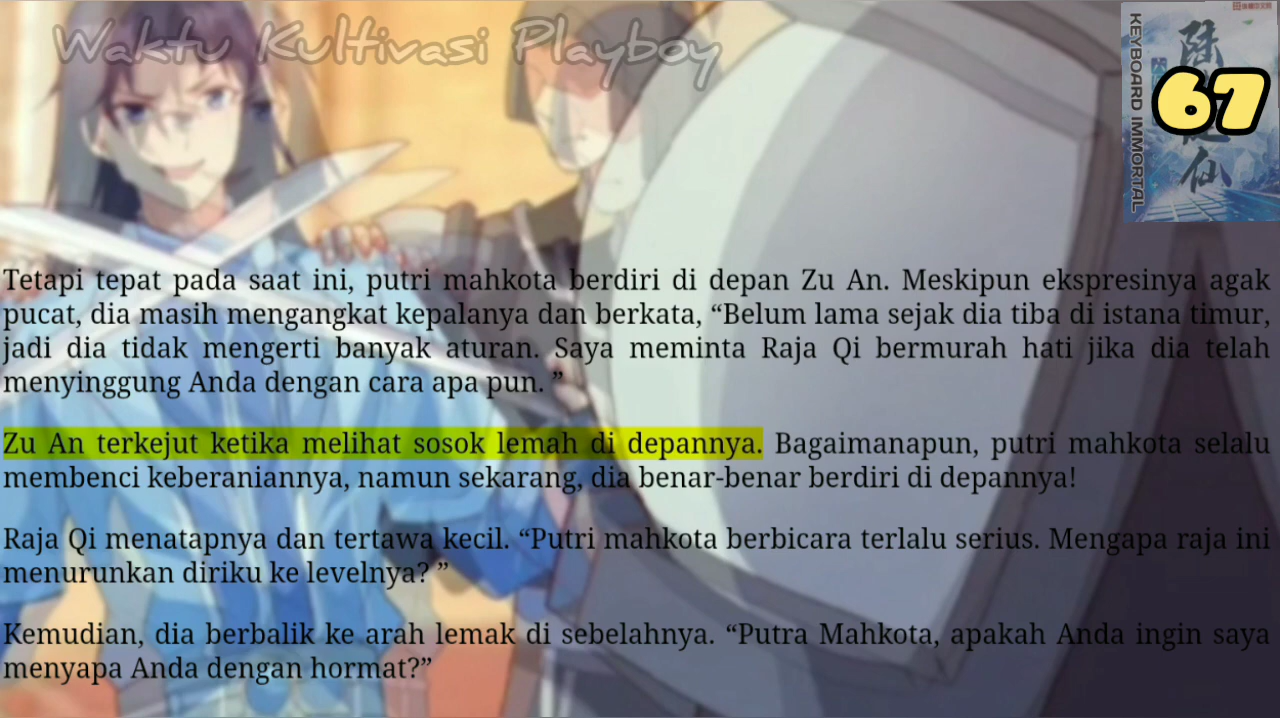 Waktu Kultivasi Playboy
KEYBOARD IMMORTAL
67
Tetapi tepat pada saat ini, putri mahkota berdiri di depan Zu An. Meskipun ekspresinya agak
pucat, dia masih mengangkat kepalanya dan berkata, “Belum lama sejak dia tiba di istana timur,
jadi dia tidak mengerti banyak aturan. Saya meminta Raja Qi bermurah hati jika dia telah
menyinggung Anda dengan cara apa pun. ”
Zu An terkejut ketika melihat sosok lemah di depannya. Bagaimanapun, putri mahkota selalu
membenci keberaniannya, namun sekarang, dia benar-benar berdiri di depannya!
Raja Qi menatapnya dan tertawa kecil. “Putri mahkota berbicara terlalu serius. Mengapa raja ini
menurunkan diriku ke levelnya? ”
Kemudian, dia berbalik ke arah lemak di sebelahnya. “Putra Mahkota, apakah Anda ingin saya
menyapa Anda dengan hormat?”